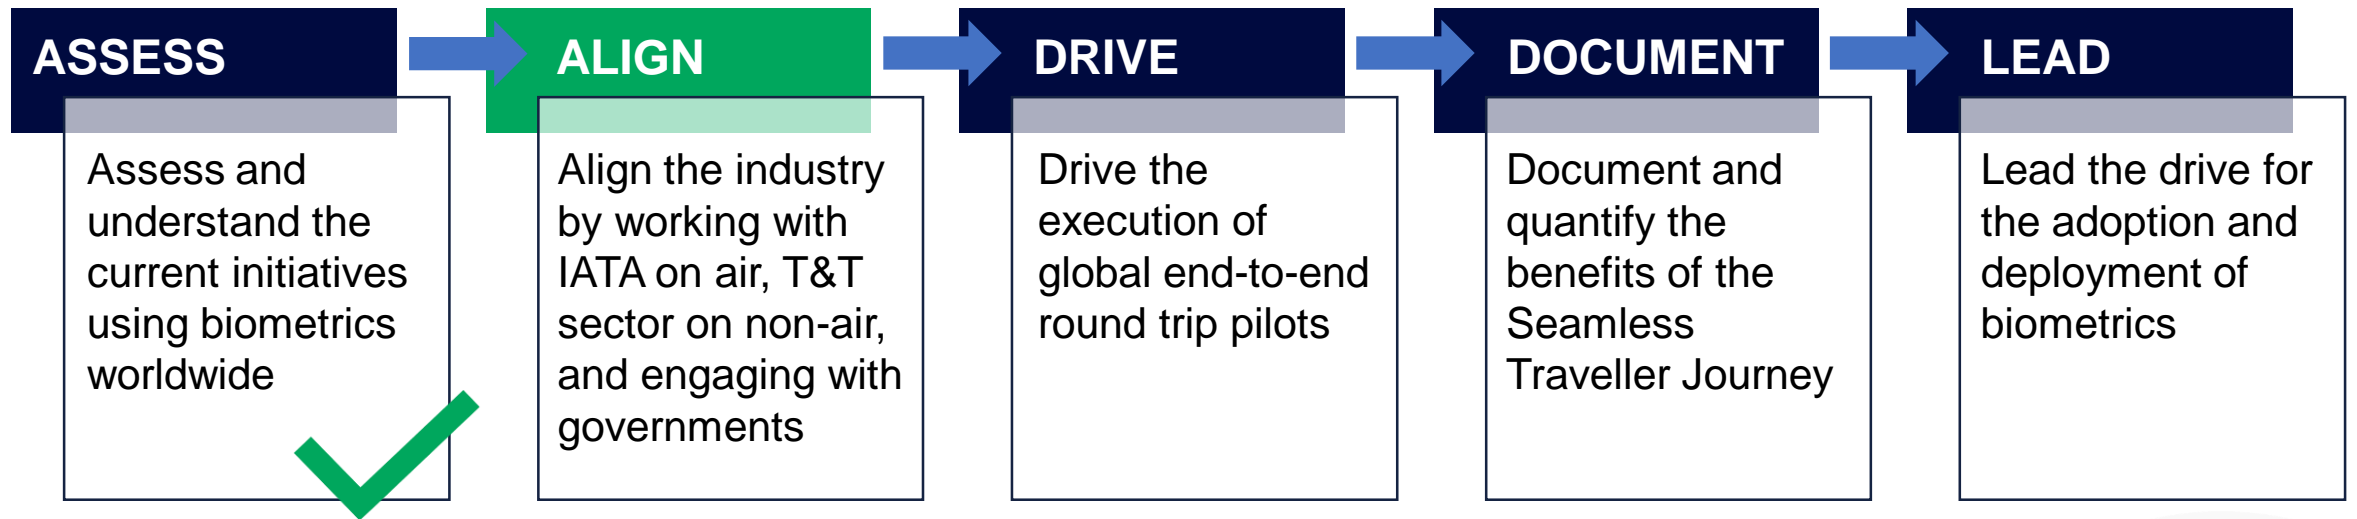 ASSESS
Assess and
understand the
current initiatives
using biometrics
worldwide
ALIGN
Align the industry
by working with
IATA on air, T&T
sector on non-air,
and engaging with
governments
DRIVE
Drive the
execution of
global end-to-end
round trip pilots
DOCUMENT
Document and
quantify the
benefits of the
Seamless
Traveller Journey
LEAD
Lead the drive for
the adoption and
deployment of
biometrics